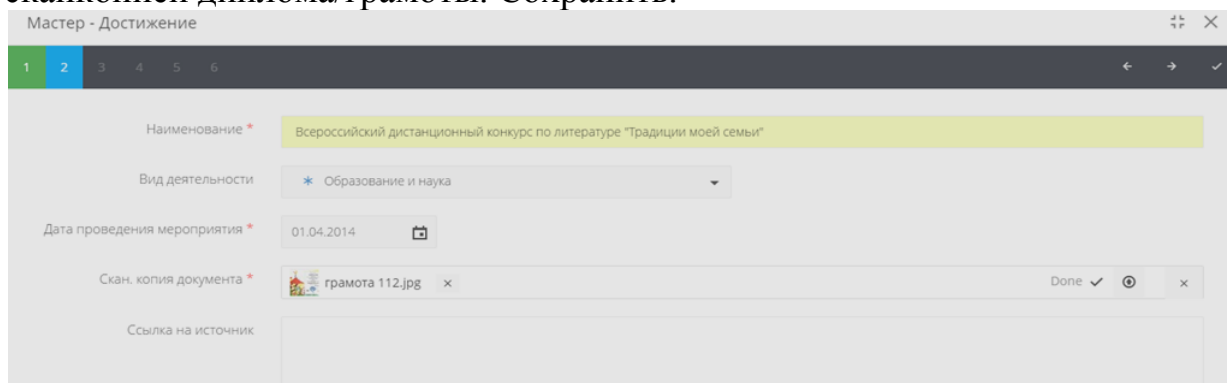 сканкопией диплома/грамоты. Сохранить.
Мастер - Достижение
1 2 3 4 5 6
Наименование * Всероссийский дистанционный конкурс по литературе "Традиции моей семьи"
Вид деятельности * Образование и наука
Дата проведения мероприятия * 01.04.2014
Скан. копия документа * грамота 112.jpg × Done
Ссылка на источник